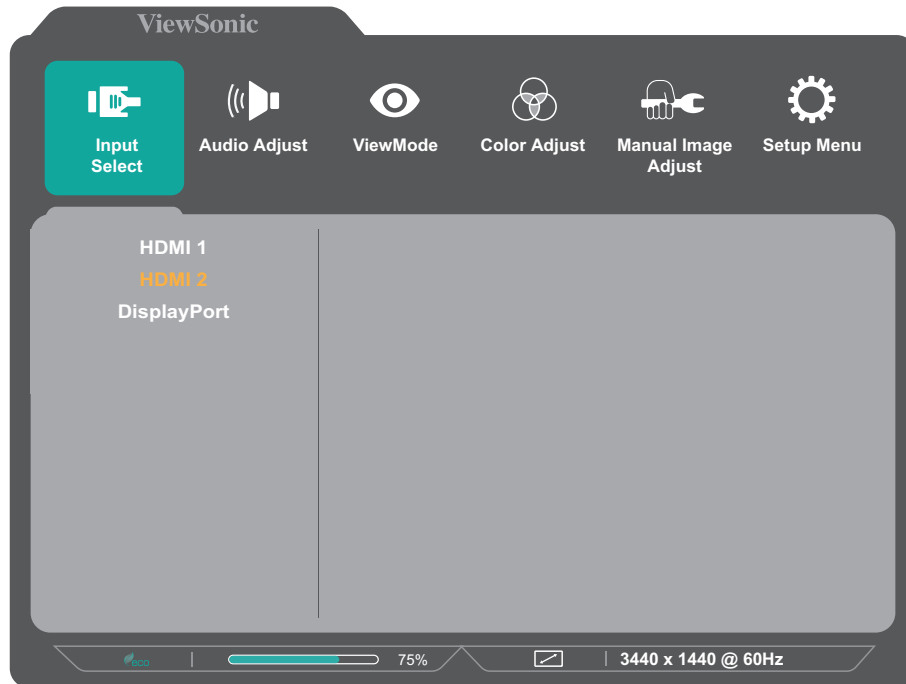 ViewSonic
Input
Select
Audio Adjust
ViewMode
Color Adjust
Manual Image
Adjust
Setup Menu
HDMI 1
HDMI 2
DisplayPort
eco
75%
3440 x 1440 @ 60Hz